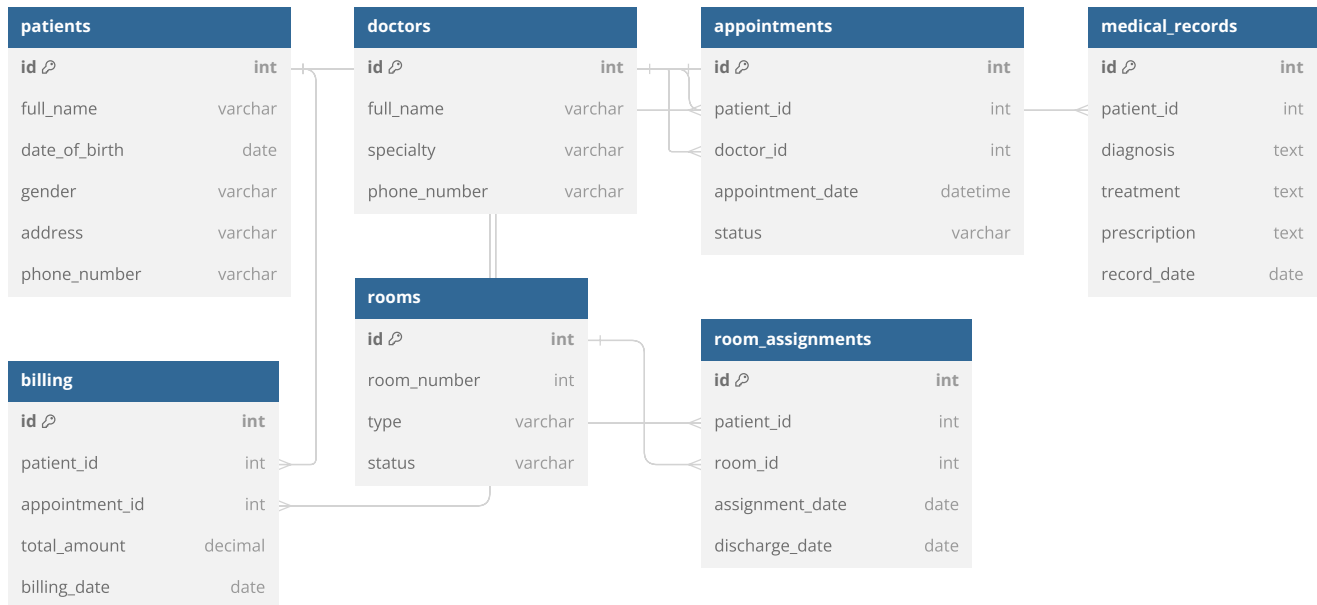 patients
id int
full_name varchar
date_of_birth date
gender varchar
address varchar
phone_number varchar
doctors
id int
full_name varchar
specialty varchar
phone_number varchar
appointments
id int
patient_id int
doctor_id int
appointment_date datetime
status varchar
medical_records
id int
patient_id int
diagnosis text
treatment text
prescription text
record_date date
billing
id int
patient_id int
appointment_id int
total_amount decimal
billing_date date
rooms
id int
room_number int
type varchar
status varchar
room_assignments
id int
patient_id int
room_id int
assignment_date date
discharge_date date